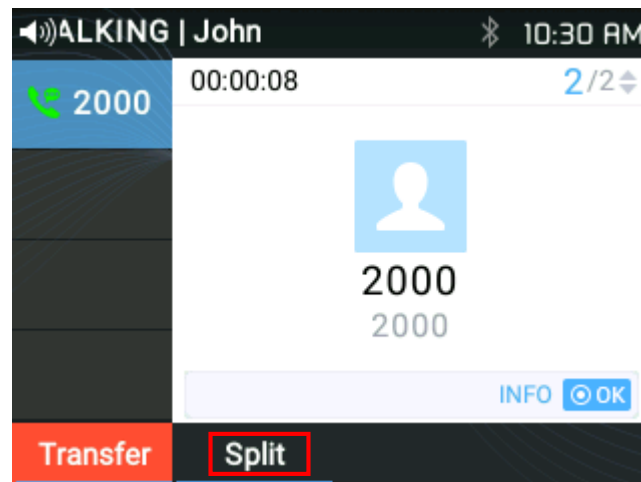 ALKING | John 10:30 AM
2000
00:00:08 2/2
2000
2000
INFO OK
Transfer Split